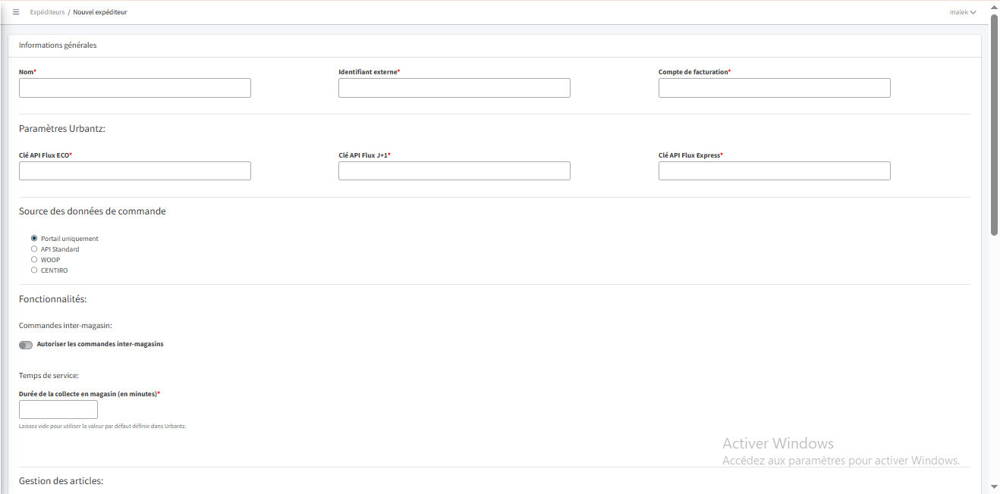 Expéditeurs / Nouvel expéditeur
malek
Informations générales
Nom*
Identifiant externe*
Compte de facturation*
Paramètres Urbantz:
Clé API Flux ECO*
Clé API Flux J+1*
Clé API Flux Express*
Source des données de commande
Portail uniquement
API Standard
WOOP
CENTIRO
Fonctionnalités:
Commandes inter-magasin:
Autoriser les commandes inter-magasins
Temps de service:
Durée de la collecte en magasin (en minutes)*
Laissez vide pour utiliser la valeur par défaut définie dans Urbantz.
Activer Windows
Accédez aux paramètres pour activer Windows.
Gestion des articles: